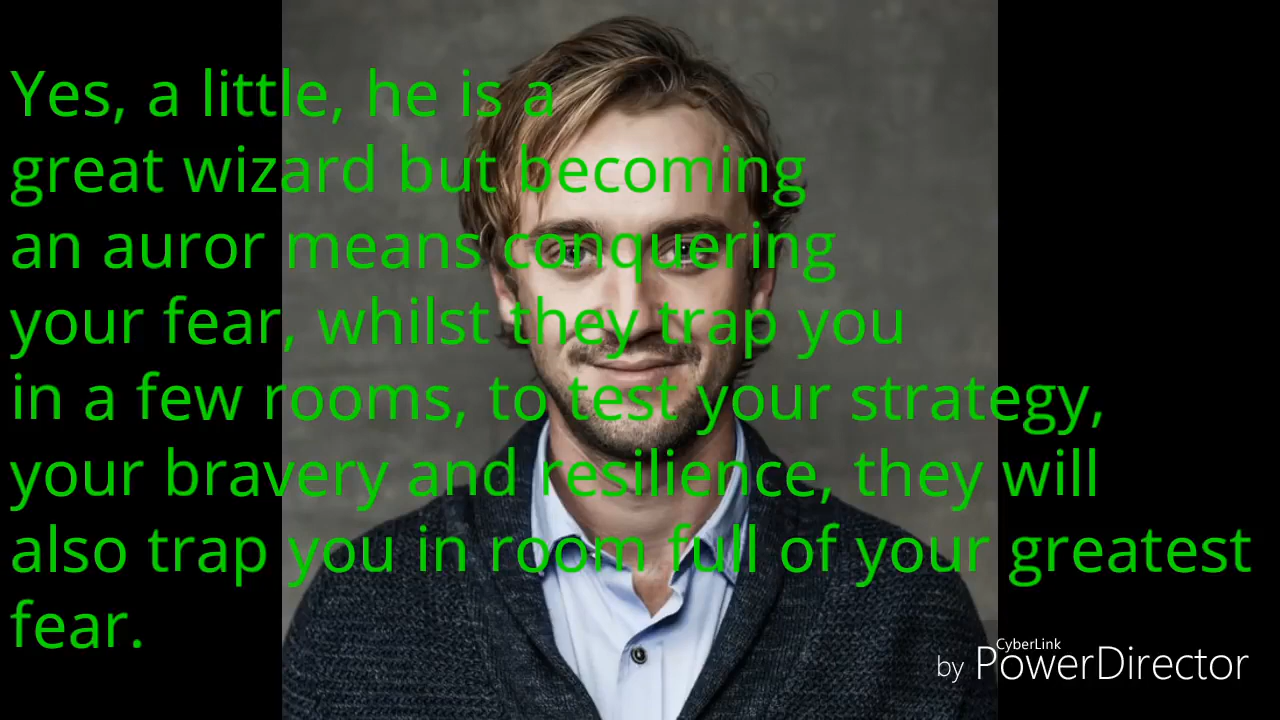 Yes, a little, he is a
great wizard but becoming
an auror means conquering
your fear, whilst they trap you
in a few rooms, to test your strategy,
your bravery and resilience, they will
also trap you in room full of your greatest
fear.
CyberLink
by PowerDirector